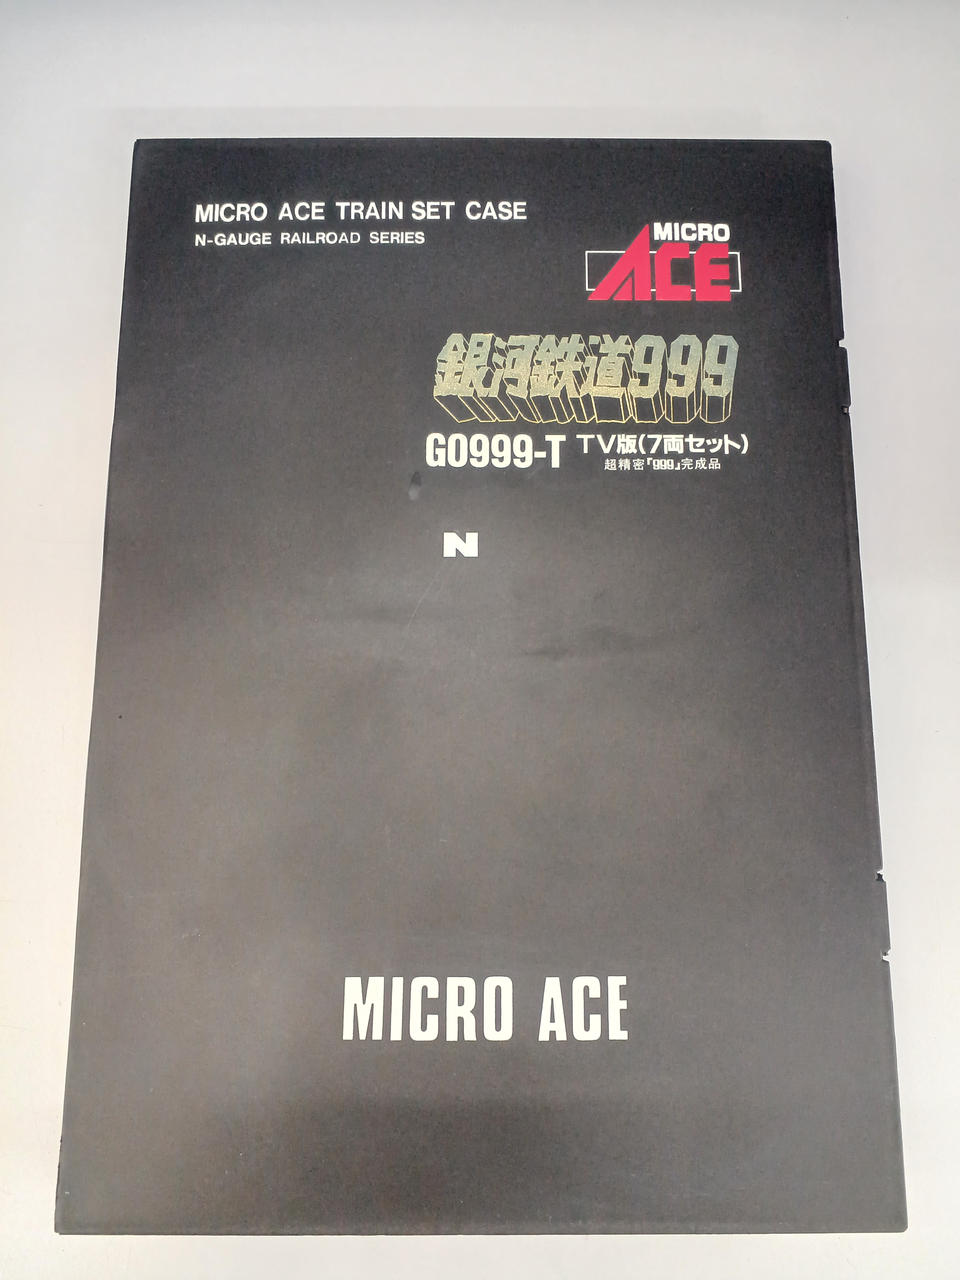 MICRO ACE TRAIN SET CASE
N-GAUGE RAILROAD SERIES
MICRO
ACE
銀河鉄道999
G0999-T TV版(7両セット)
超精密『999』完成品
N
MICRO ACE